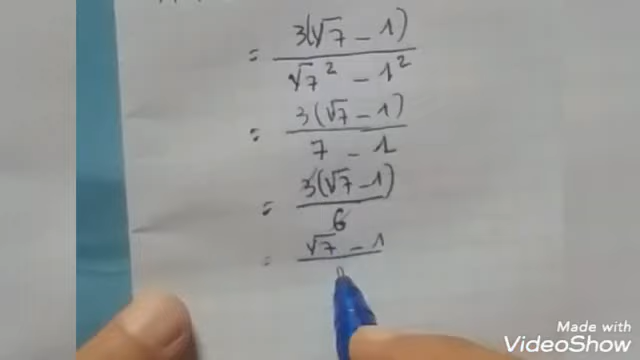 = 3(√7 - 1) / √7² - 1²
= 3(√7 - 1) / 7 - 1
= 3(√7 - 1) / 6
= √7 - 1
Made with
VideoShow